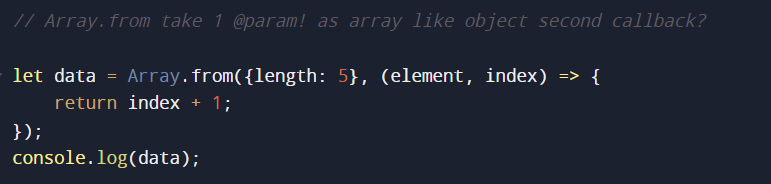 // Array.from take 1 @param! as array like object second callback?
let data = Array.from({length: 5}, (element, index) => {
    return index + 1;
});
console.log(data);